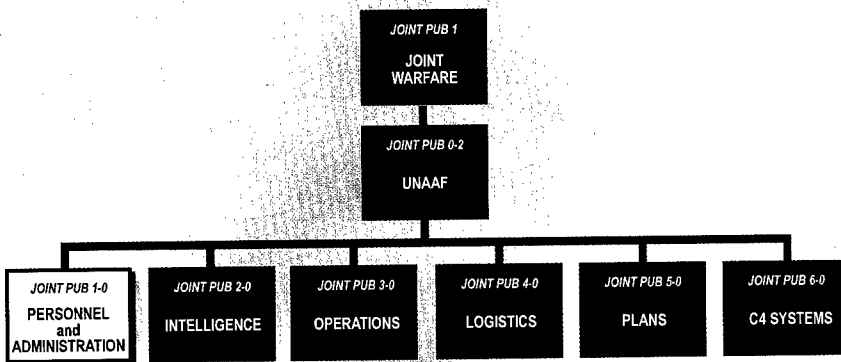 JOINT PUB 1
JOINT
WARFARE
JOINT PUB 0-2
UNAAF
JOINT PUB 1-0
PERSONNEL
and
ADMINISTRATION
JOINT PUB 2-0
INTELLIGENCE
JOINT PUB 3-0
OPERATIONS
JOINT PUB 4-0
LOGISTICS
JOINT PUB 5-0
PLANS
JOINT PUB 6-0
C4 SYSTEMS